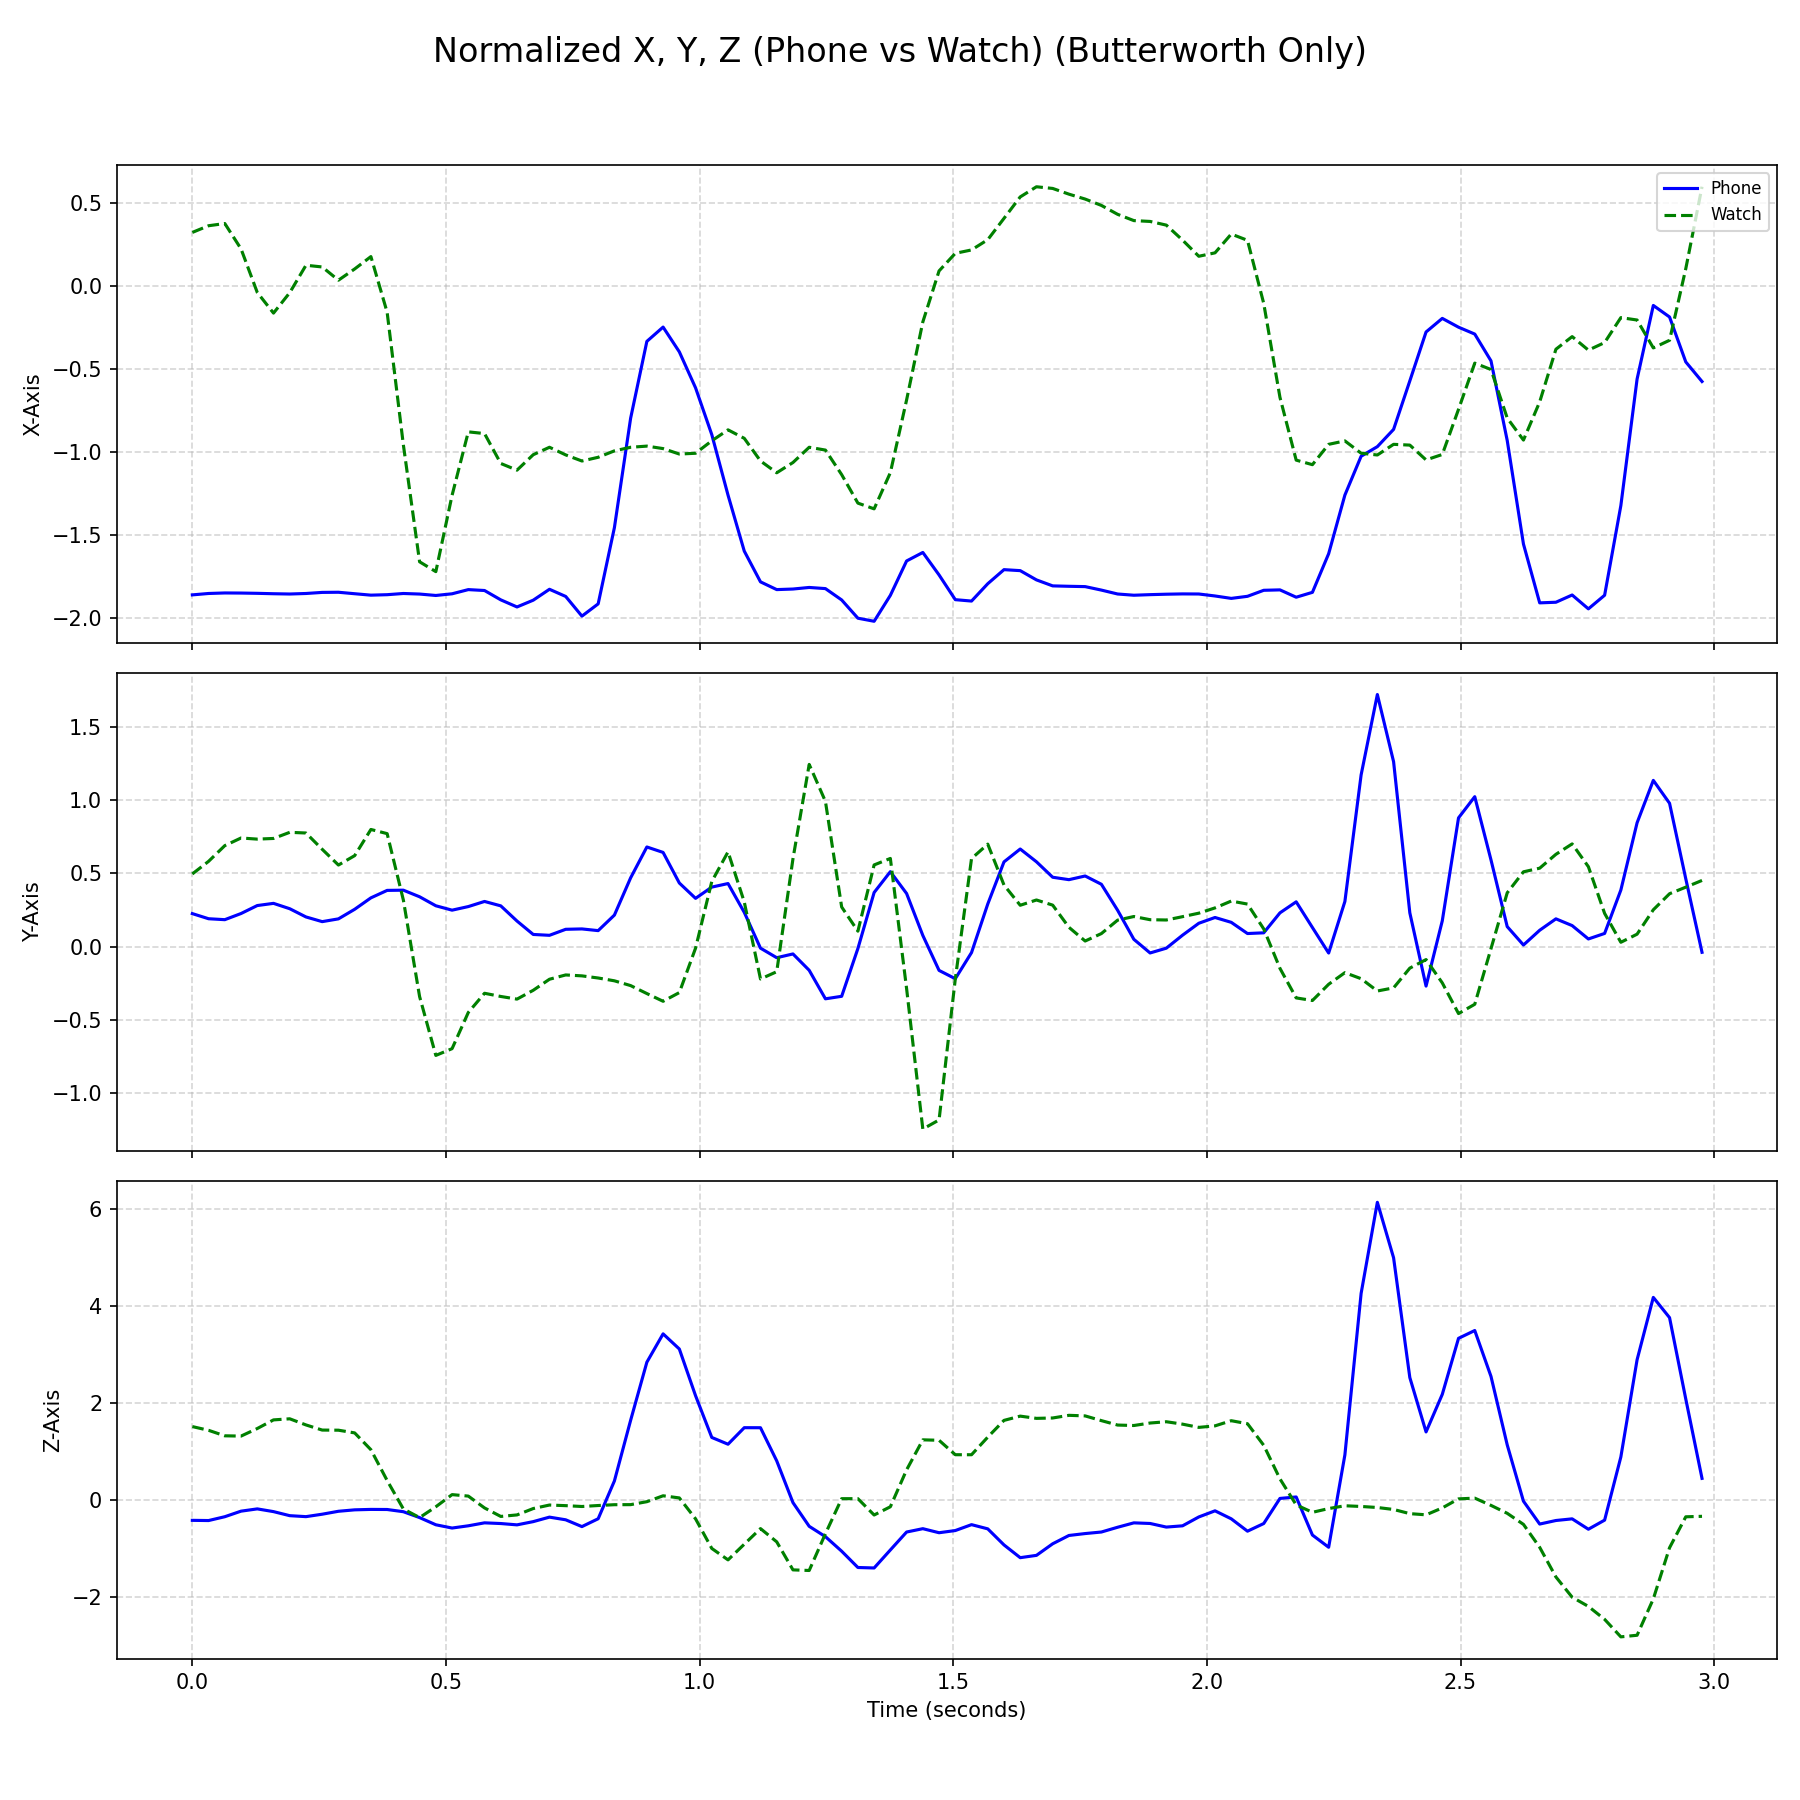 Normalized X, Y, Z (Phone vs Watch) (Butterworth Only)
Phone
Watch
0.5
0.0
−0.5
−1.0
−1.5
−2.0
X-Axis
1.5
1.0
0.5
0.0
−0.5
−1.0
Y-Axis
6
4
2
0
−2
Z-Axis
0.0 0.5 1.0 1.5 2.0 2.5 3.0
Time (seconds)